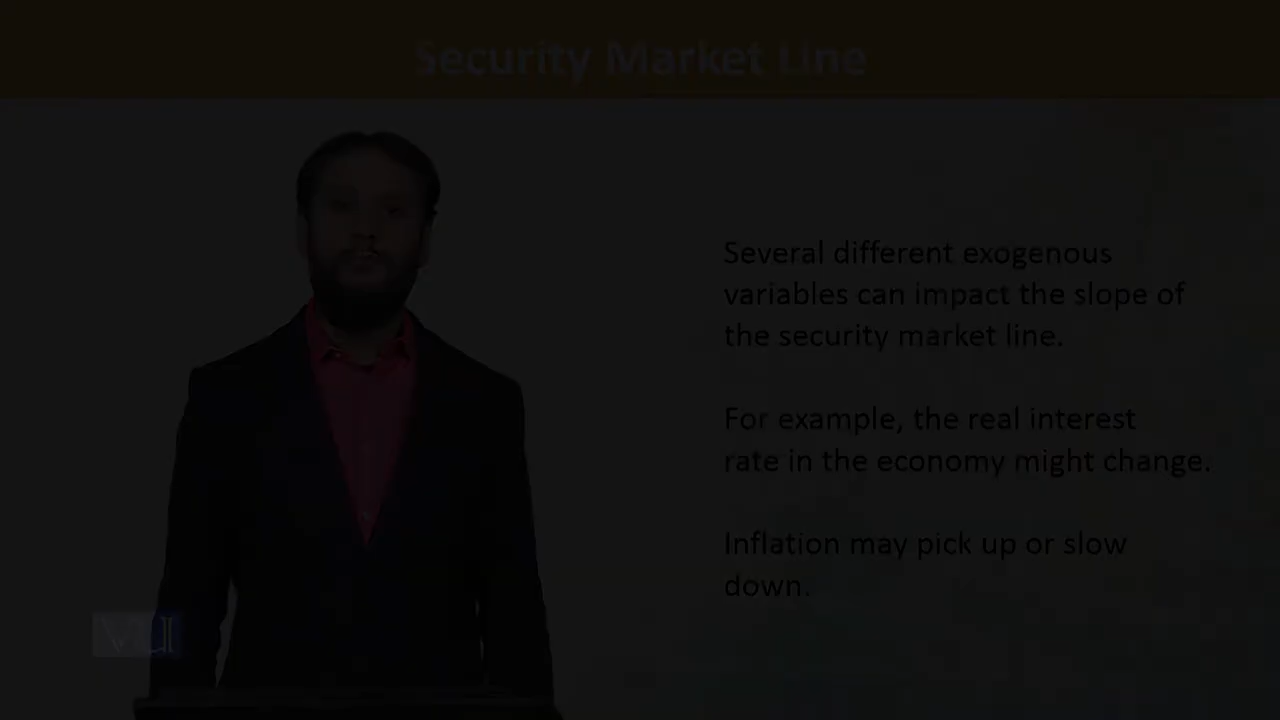 Security Market Line
Several different exogenous
variables can impact the slope of
the security market line.
For example, the real interest
rate in the economy might change.
Inflation may pick up or slow
down.
VU